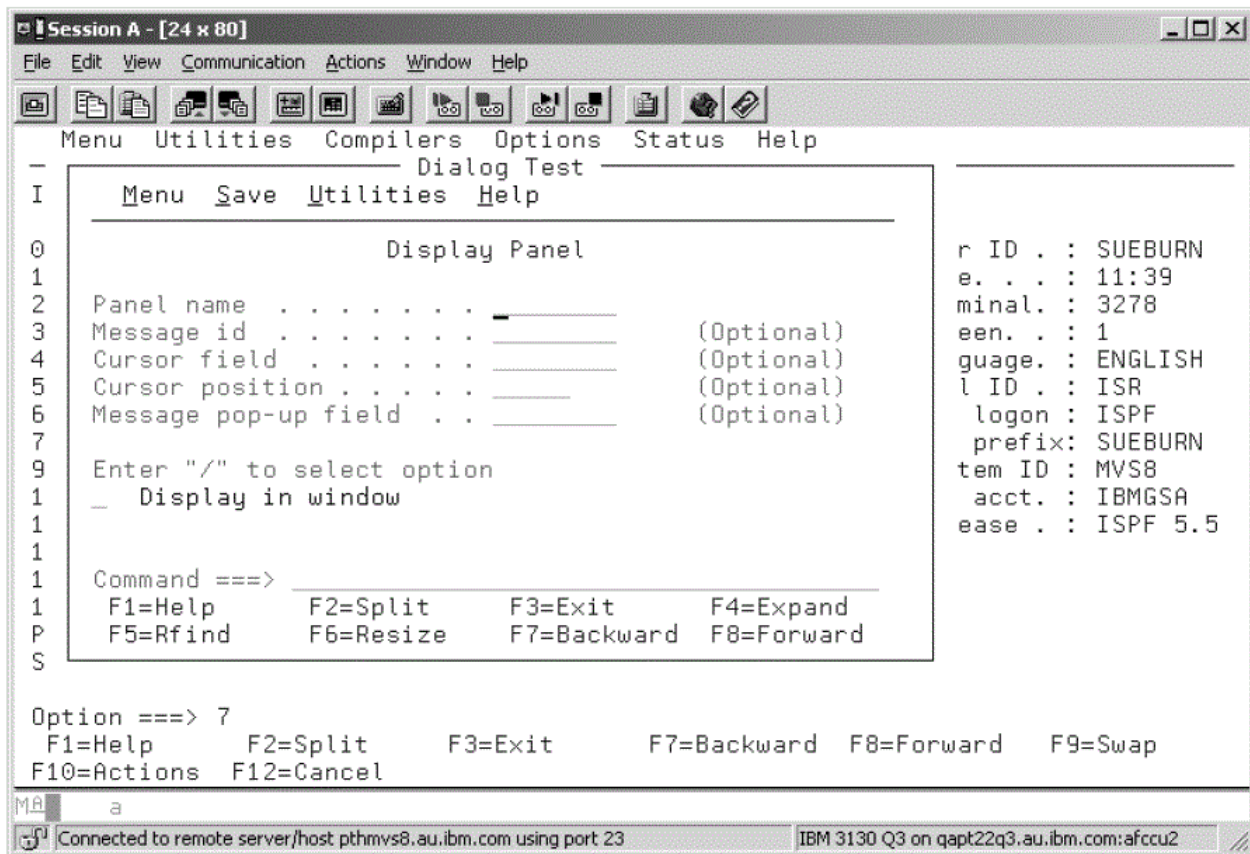 Session A - [24 x 80]
File Edit View Communication Actions Window Help
Menu Utilities Compilers Options Status Help
Dialog Test
I Menu Save Utilities Help
0 Display Panel r ID . : SUEBURN
1 e. . . : 11:39
2 Panel name . . . . . . . ________ minal. : 3278
3 Message id . . . . . . . ________ (Optional) een. . : 1
4 Cursor field . . . . . . ________ (Optional) guage. : ENGLISH
5 Cursor position . . . . . _____ (Optional) l ID . : ISR
6 Message pop-up field . . ________ (Optional) logon : ISPF
7 prefix: SUEBURN
9 Enter "/" to select option tem ID : MVS8
1 _ Display in window acct. : IBMGSA
1 ease . : ISPF 5.5
1
1 Command ===> ______________________________________
1 F1=Help F2=Split F3=Exit F4=Expand
P F5=Rfind F6=Resize F7=Backward F8=Forward
S
Option ===> 7
F1=Help F2=Split F3=Exit F7=Backward F8=Forward F9=Swap
F10=Actions F12=Cancel
MA a
Connected to remote server/host pthmvs8.au.ibm.com using port 23 IBM 3130 Q3 on qapt22q3.au.ibm.com:afccu2